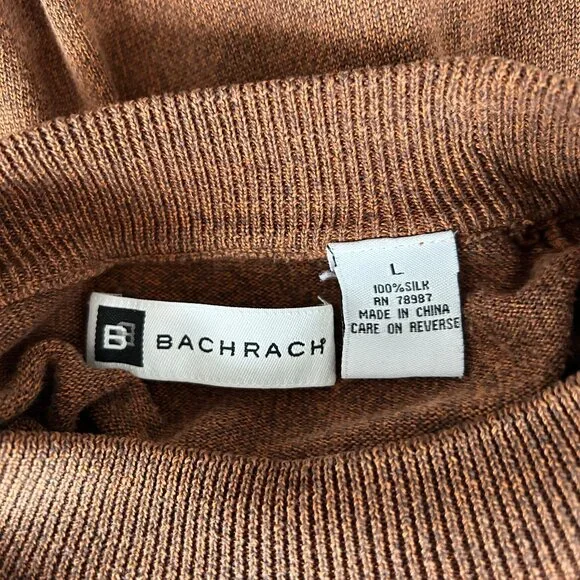 B
BACHRACH
L
100%SILK
RN 78987
MADE IN CHINA
CARE ON REVERSE